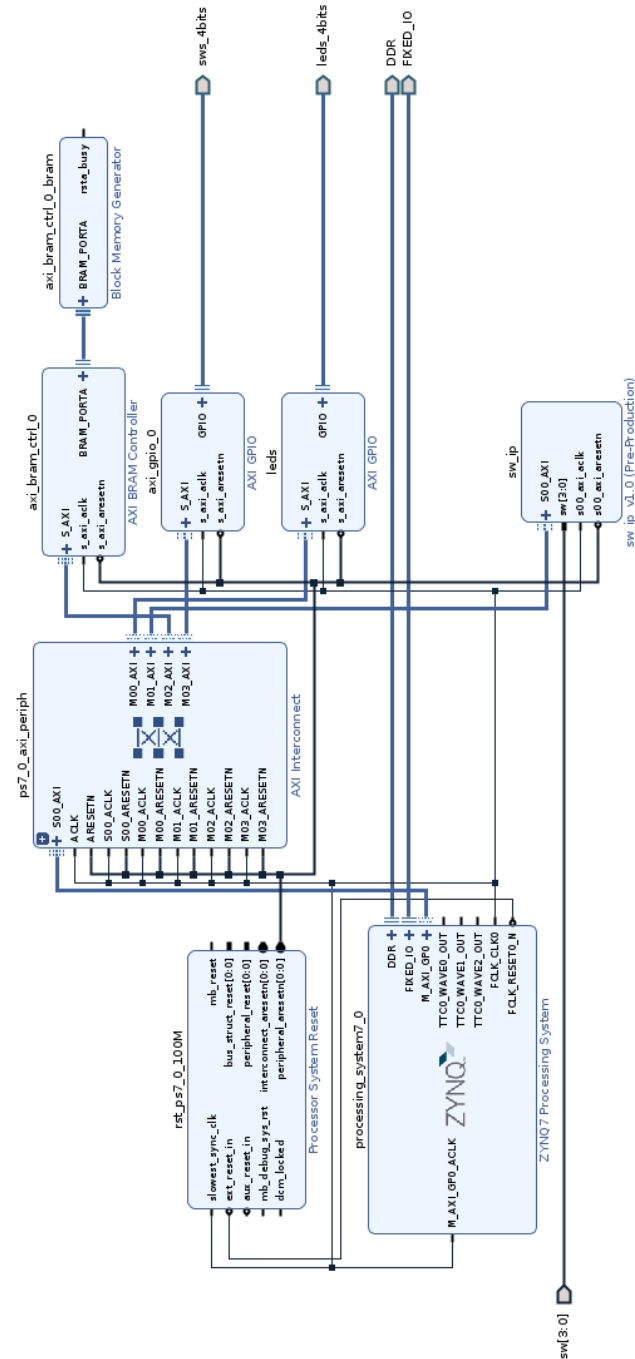 rst_ps7_0_100M
slowest_sync_clk
ext_reset_in
aux_reset_in
mb_debug_sys_rst
dcm_locked
mb_reset
bus_struct_reset[0:0]
peripheral_reset[0:0]
interconnect_aresetn[0:0]
peripheral_aresetn[0:0]
Processor System Reset
processing_system7_0
M_AXI_GP0_ACLK
ZYNQ
DDR
FIXED_IO
M_AXI_GP0
TTC0_WAVE0_OUT
TTC0_WAVE1_OUT
TTC0_WAVE2_OUT
FCLK_CLK0
FCLK_RESET0_N
ZYNQ7 Processing System
sw[3:0]
ps7_0_axi_periph
S00_AXI
ACLK
ARESETN
S00_ACLK
S00_ARESETN
M00_ACLK
M00_ARESETN
M01_ACLK
M01_ARESETN
M02_ACLK
M02_ARESETN
M03_ACLK
M03_ARESETN
M00_AXI
M01_AXI
M02_AXI
M03_AXI
AXI Interconnect
axi_bram_ctrl_0
S_AXI
s_axi_aclk
s_axi_aresetn
BRAM_PORTA
AXI BRAM Controller
axi_gpio_0
S_AXI
s_axi_aclk
s_axi_aresetn
GPIO
AXI GPIO
leds
S_AXI
s_axi_aclk
s_axi_aresetn
GPIO
AXI GPIO
sw_ip
S00_AXI
sw[3:0]
s00_axi_aclk
s00_axi_aresetn
sw_ip_v1.0 (Pre-Production)
axi_bram_ctrl_0_bram
BRAM_PORTA
rsta_busy
Block Memory Generator
sws_4bits
leds_4bits
DDR
FIXED_IO